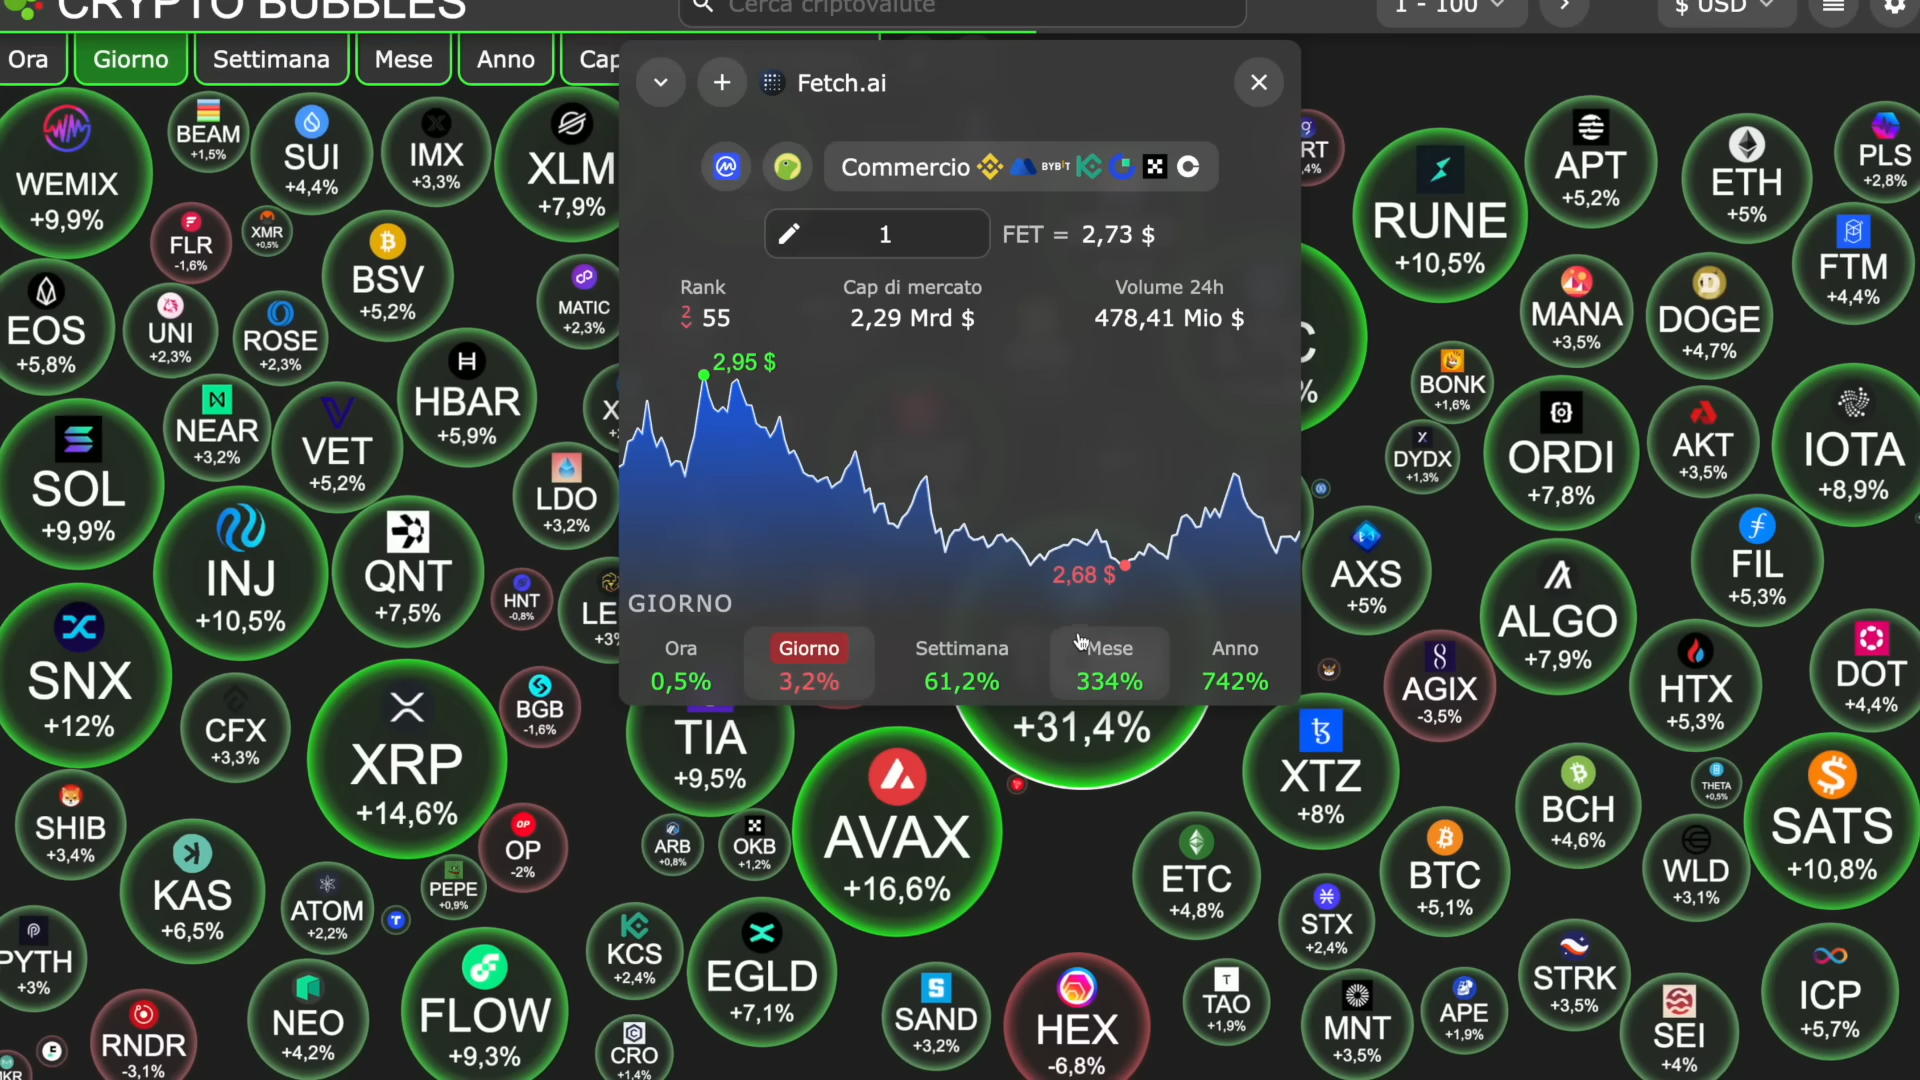 CRYPTO BUBBLES
Cerca criptovalute
1 - 100
$ USD
Ora
Giorno
Settimana
Mese
Anno
Cap
Fetch.ai
Commercio
BYBIT
1
FET = 2,73 $
Rank
Cap di mercato
Volume 24h
2
55
2,29 Mrd $
478,41 Mio $
2,95 $
2,68 $
GIORNO
Ora
Giorno
Settimana
Mese
Anno
0,5%
3,2%
61,2%
334%
742%
WEMIX
+9,9%
BEAM
+1,5%
SUI
+4,4%
IMX
+3,3%
XLM
+7,9%
FLR
-1,6%
XMR
+0,5%
BSV
+5,2%
MATIC
+2,3%
EOS
+5,8%
UNI
+2,3%
ROSE
+2,3%
HBAR
+5,9%
NEAR
+3,2%
VET
+5,2%
SOL
+9,9%
LDO
+3,2%
INJ
+10,5%
QNT
+7,5%
HNT
-0,8%
LE
+3%
SNX
+12%
CFX
+3,3%
XRP
+14,6%
BGB
-1,6%
TIA
+9,5%
+31,4%
SHIB
+3,4%
KAS
+6,5%
ATOM
+2,2%
PEPE
+0,9%
OP
OP
-2%
ARB
+0,8%
OKB
+1,2%
AVAX
+16,6%
PYTH
+3%
RNDR
-3,1%
NEO
+4,2%
FLOW
+9,3%
KCS
+2,4%
CRO
+1,4%
EGLD
+7,1%
SAND
+3,2%
HEX
-6,8%
RT
,4%
C
%
RUNE
+10,5%
APT
+5,2%
ETH
+5%
PLS
+2,8%
FTM
+4,4%
MANA
+3,5%
DOGE
+4,7%
BONK
+1,6%
DYDX
+1,3%
ORDI
+7,8%
AKT
+3,5%
IOTA
+8,9%
AXS
+5%
ALGO
+7,9%
FIL
+5,3%
AGIX
-3,5%
HTX
+5,3%
DOT
+4,4%
XTZ
+8%
BCH
+4,6%
THETA
+0,5%
SATS
+10,8%
ETC
+4,8%
BTC
+5,1%
WLD
+3,1%
STX
+2,4%
TAO
+1,9%
MNT
+3,5%
APE
+1,9%
STRK
+3,5%
SEI
+4%
ICP
+5,7%